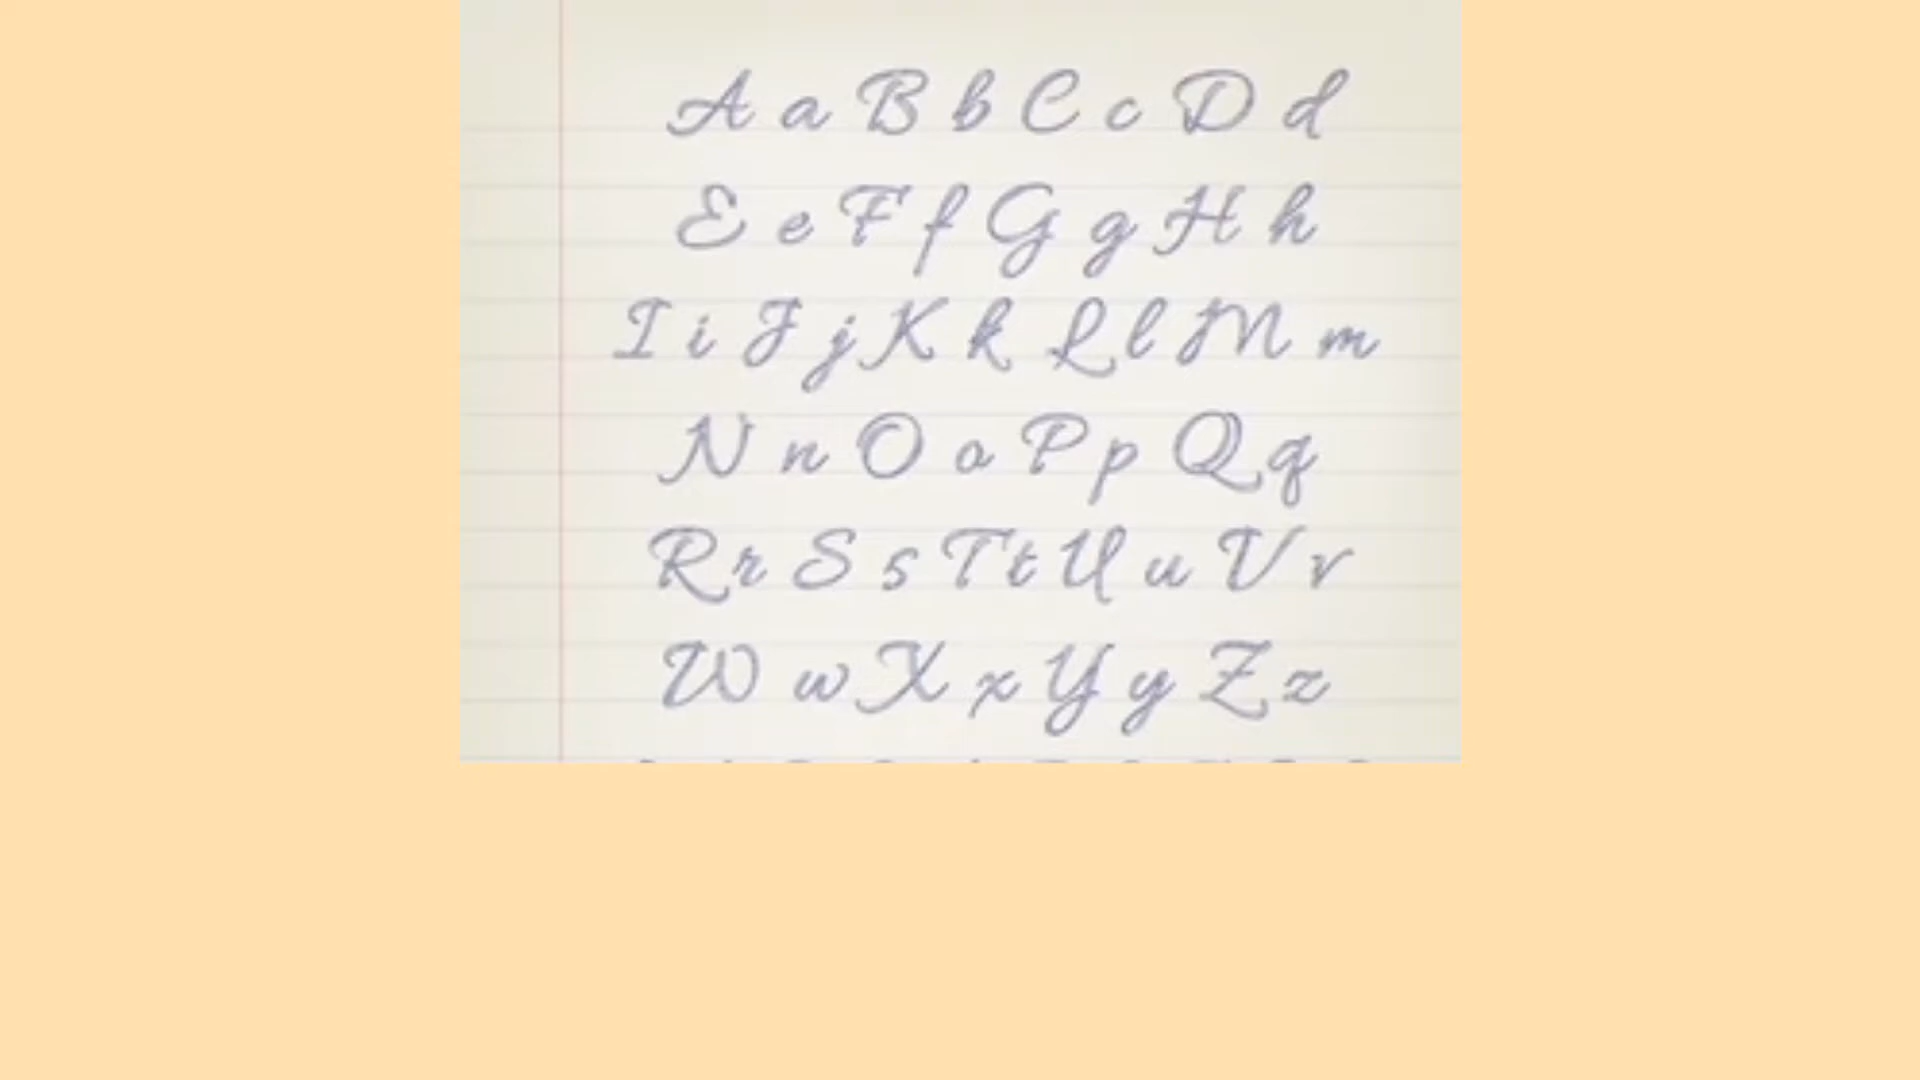 A a B b C c D d
E e F f G g H h
I i J j K k L l M m
N n O o P p Q q
R r S s T t U u V v
W w X x Y y Z z